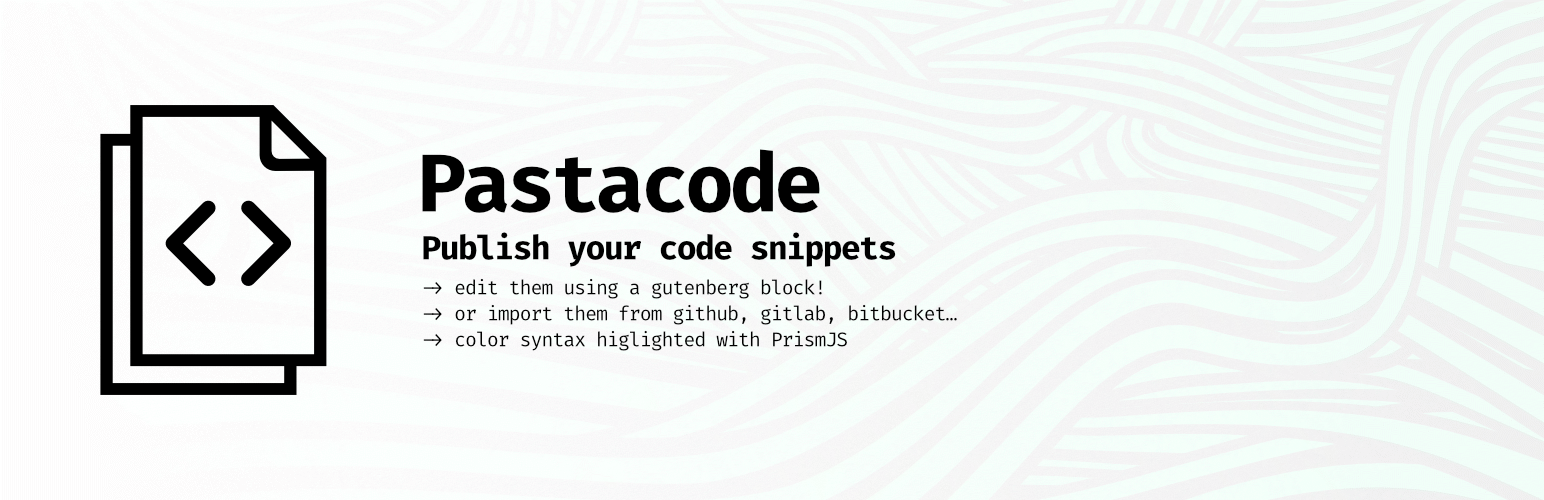 Pastacode
Publish your code snippets
→ edit them using a gutenberg block!
→ or import them from github, gitlab, bitbucket…
→ color syntax higlighted with PrismJS